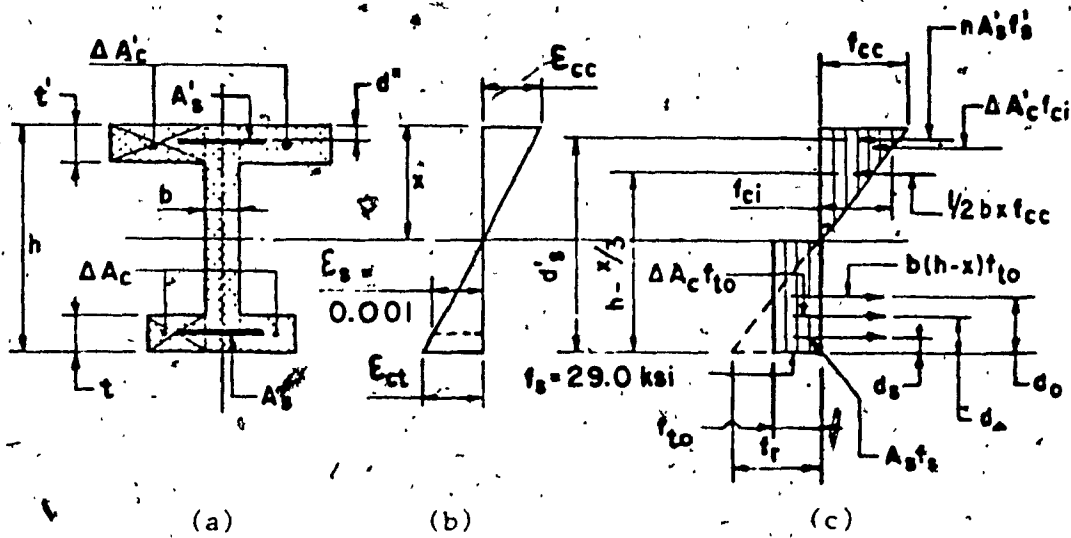 ΔA'c
t'
A's
d"
b
h
ΔAc
t
As
εcc
x
εs =
0.001
εct
fcc
nA's f's
ΔA'c fci
fci
1/2 b x fcc
d's
h - x/3
ΔAc fto
b(h-x) fto
fs = 29.0 ksi
ds
do
fto
fr
As fs
(a) (b) (c)